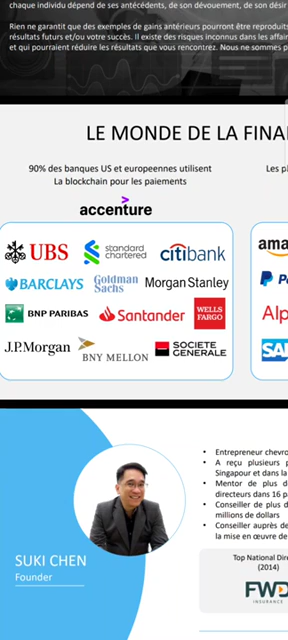 chaque individu dépend de ses antécédents, de son dévouement, de son désir
Rien ne garantit que des exemples de gains antérieurs pourront être reproduits
résultats futurs et/ou votre succès. Il existe des risques inconnus dans les affair
et qui pourraient réduire les résultats que vous rencontrez. Nous ne sommes p
LE MONDE DE LA FINA
90% des banques US et europeennes utilisent
La blockchain pour les paiements
Les pl
accenture
UBS
standard
chartered
citibank
BARCLAYS
Goldman
Sachs
Morgan Stanley
BNP PARIBAS
Santander
WELLS
FARGO
J.P.Morgan
BNY MELLON
SOCIETE
GENERALE
amaz
P
Alp
SAP
SUKI CHEN
Founder
• Entrepreneur chevro
• A reçu plusieurs p
Singapour et dans la
• Mentor de plus d
directeurs dans 16 pa
• Conseiller de plus d
millions de dollars
• Conseiller auprès de
la mise en œuvre de
Top National Dire
(2014)
FWD
INSURANCE